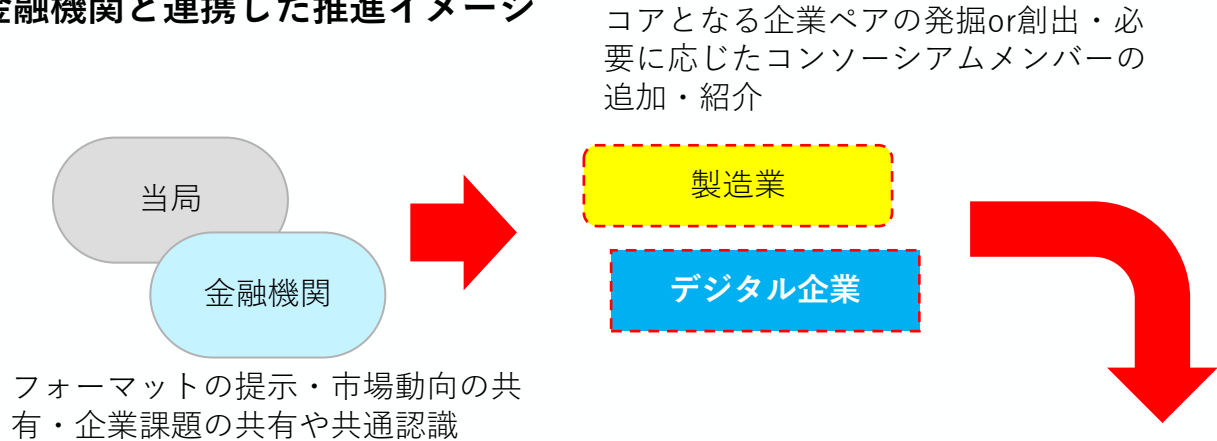 金融機関と連携した推進イメージ
コアとなる企業ペアの発掘or創出・必
要に応じたコンソーシアムメンバーの
追加・紹介
当局
金融機関
製造業
デジタル企業
フォーマットの提示・市場動向の共
有・企業課題の共有や共通認識